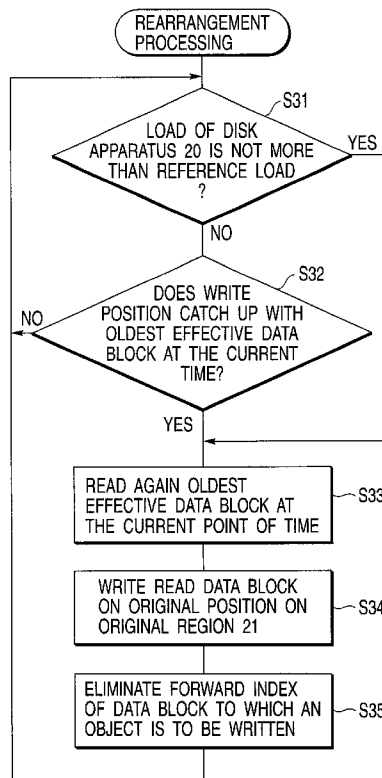 REARRANGEMENT
PROCESSING
S31
LOAD OF DISK
APPARATUS 20 IS NOT MORE
THAN REFERENCE LOAD
?
YES
NO
S32
DOES WRITE
POSITION CATCH UP WITH
OLDEST EFFECTIVE DATA
BLOCK AT THE CURRENT
TIME?
NO
YES
READ AGAIN OLDEST
EFFECTIVE DATA BLOCK AT
THE CURRENT POINT OF TIME
S33
WRITE READ DATA BLOCK
ON ORIGINAL POSITION ON
ORIGINAL REGION 21
S34
ELIMINATE FORWARD INDEX
OF DATA BLOCK TO WHICH AN
OBJECT IS TO BE WRITTEN
S35